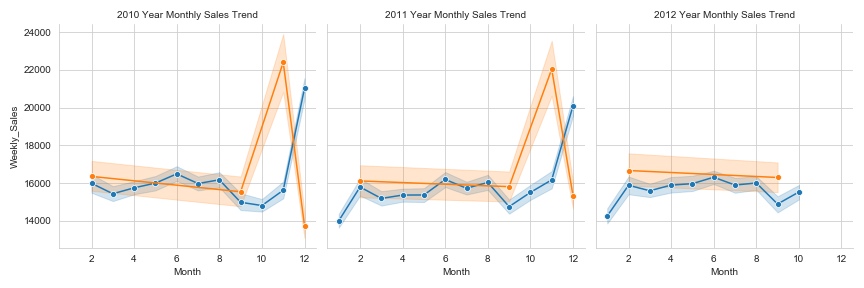 2010 Year Monthly Sales Trend
2011 Year Monthly Sales Trend
2012 Year Monthly Sales Trend
24000
22000
20000
18000
16000
14000
Weekly_Sales
2 4 6 8 10 12
2 4 6 8 10 12
2 4 6 8 10 12
Month
Month
Month